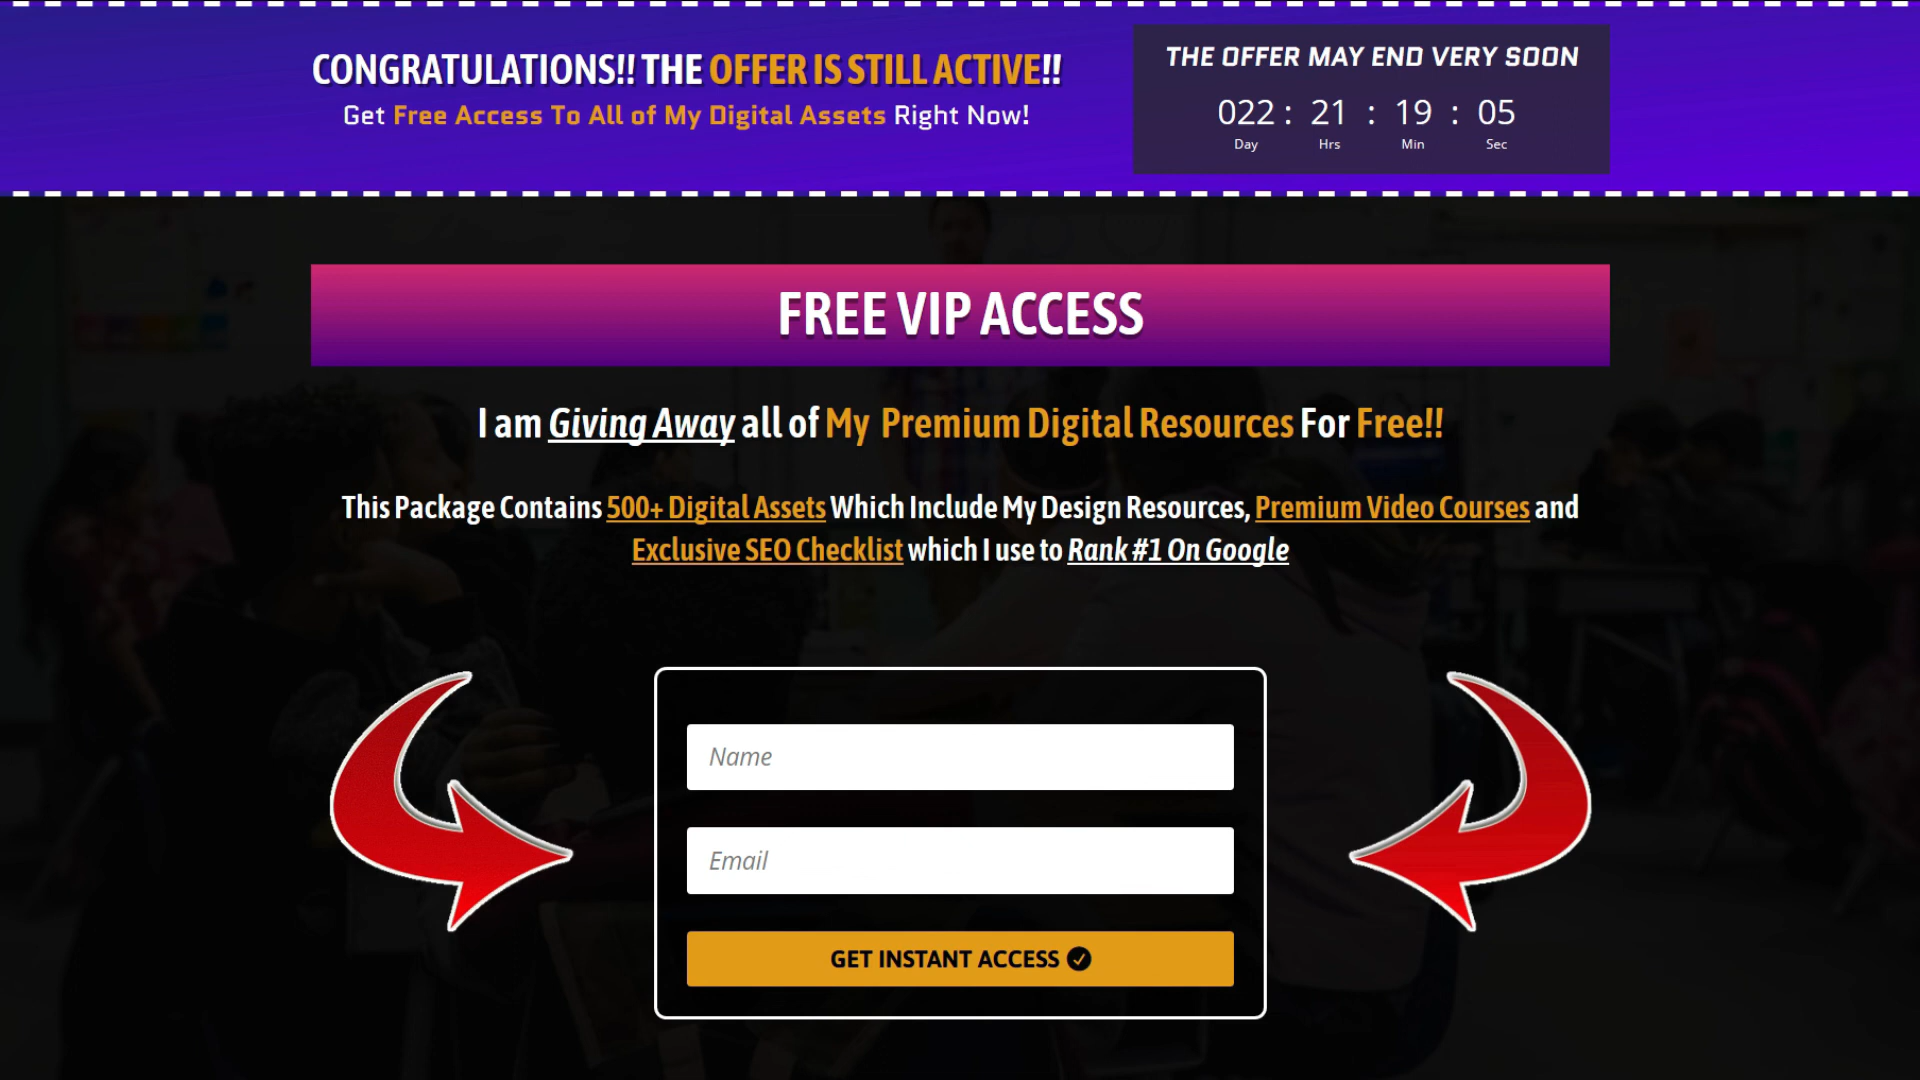 CONGRATULATIONS!! THE OFFER IS STILL ACTIVE!!
Get Free Access To All of My Digital Assets Right Now!
THE OFFER MAY END VERY SOON
022 : 21 : 19 : 05
Day Hrs Min Sec
FREE VIP ACCESS
I am Giving Away all of My Premium Digital Resources For Free!!
This Package Contains 500+ Digital Assets Which Include My Design Resources, Premium Video Courses and
Exclusive SEO Checklist which I use to Rank #1 On Google
Name
Email
GET INSTANT ACCESS